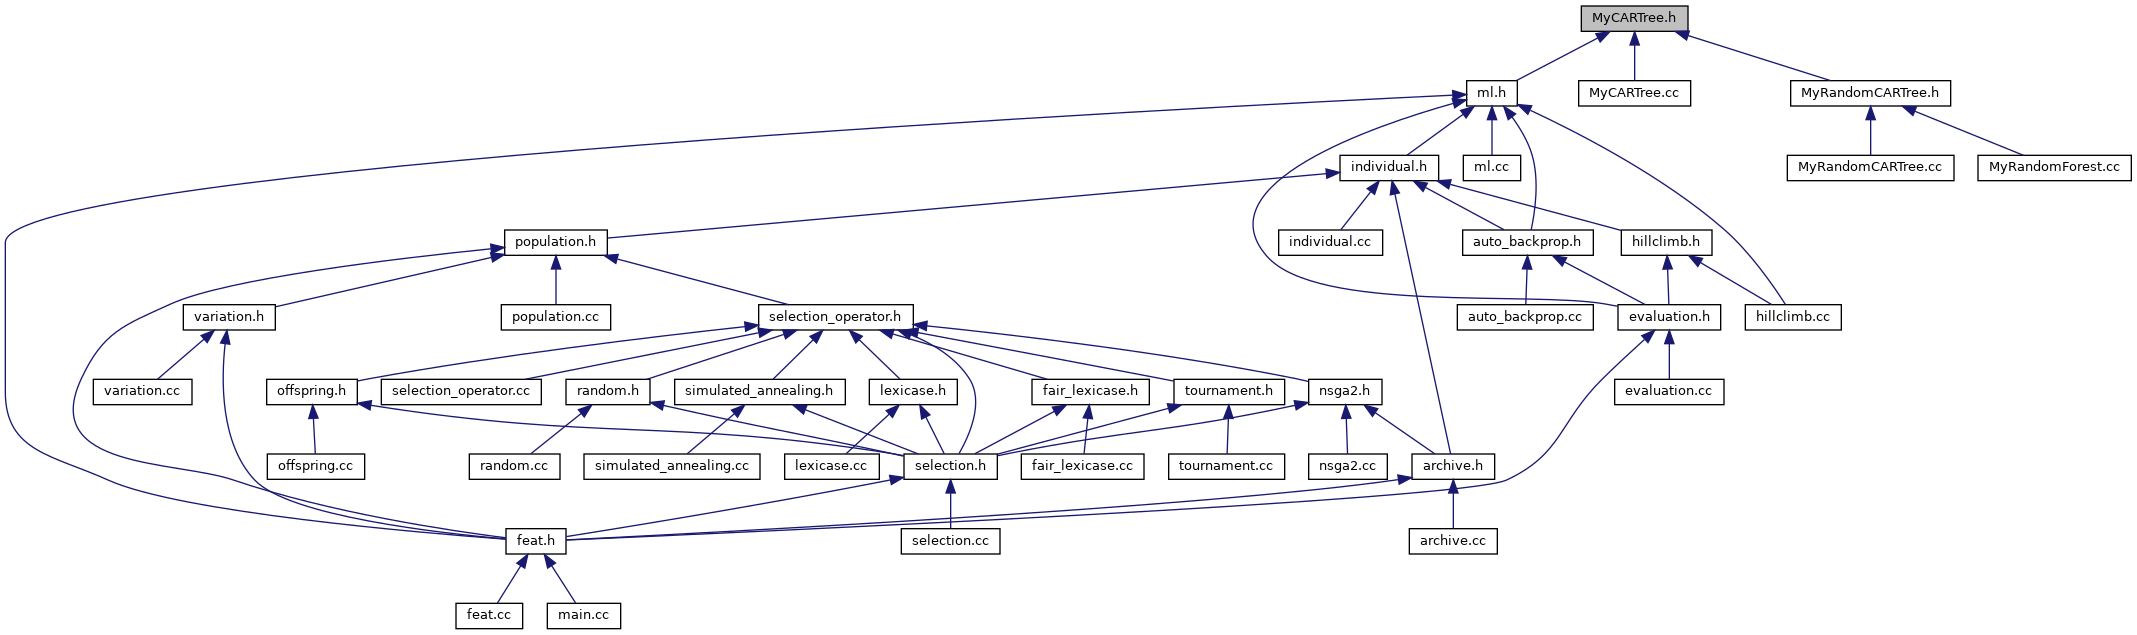 MyCARTree.h
ml.h
MyCARTree.cc
MyRandomCARTree.h
individual.h
ml.cc
MyRandomCARTree.cc
MyRandomForest.cc
population.h
individual.cc
auto_backprop.h
hillclimb.h
variation.h
population.cc
selection_operator.h
auto_backprop.cc
evaluation.h
hillclimb.cc
variation.cc
offspring.h
selection_operator.cc
random.h
simulated_annealing.h
lexicase.h
fair_lexicase.h
tournament.h
nsga2.h
evaluation.cc
offspring.cc
random.cc
simulated_annealing.cc
lexicase.cc
selection.h
fair_lexicase.cc
tournament.cc
nsga2.cc
archive.h
feat.h
selection.cc
archive.cc
feat.cc
main.cc